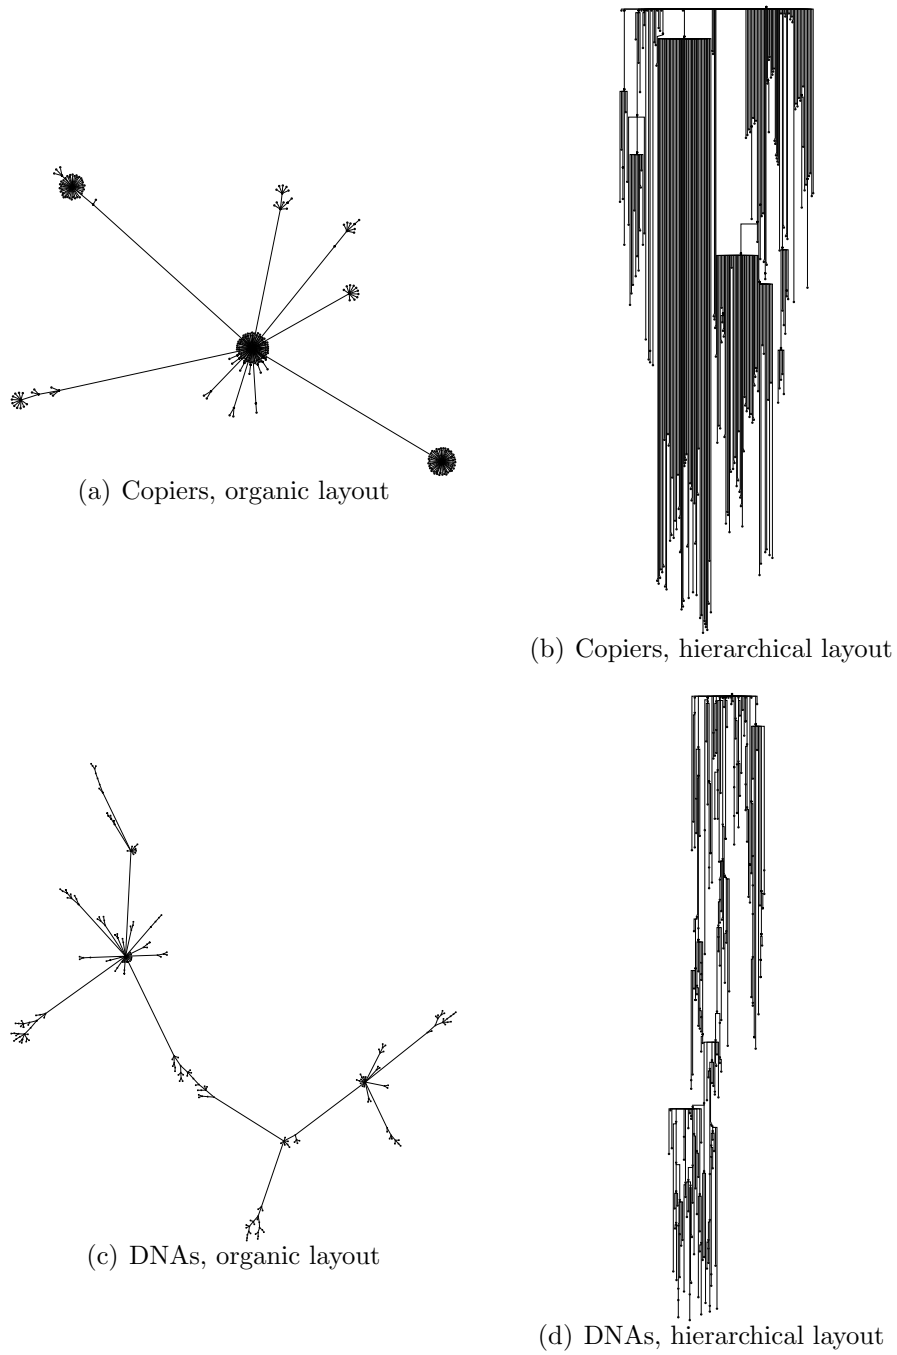 (a) Copiers, organic layout
(b) Copiers, hierarchical layout
(c) DNAs, organic layout
(d) DNAs, hierarchical layout